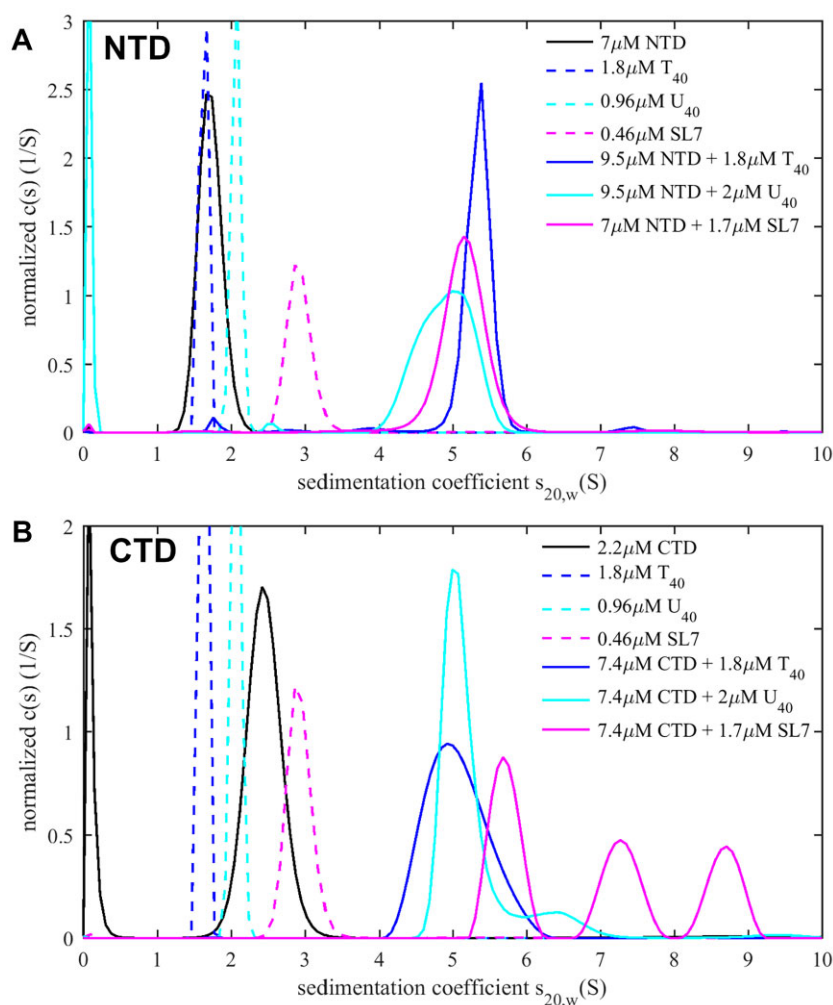 A
NTD
3
2.5
2
1.5
1
0.5
0
normalized c(s) (1/S)
7μM NTD
1.8μM T₄₀
0.96μM U₄₀
0.46μM SL7
9.5μM NTD + 1.8μM T₄₀
9.5μM NTD + 2μM U₄₀
7μM NTD + 1.7μM SL7
0 1 2 3 4 5 6 7 8 9 10
sedimentation coefficient s₂₀,w(S)
B
CTD
2
1.5
1
0.5
0
normalized c(s) (1/S)
2.2μM CTD
1.8μM T₄₀
0.96μM U₄₀
0.46μM SL7
7.4μM CTD + 1.8μM T₄₀
7.4μM CTD + 2μM U₄₀
7.4μM CTD + 1.7μM SL7
0 1 2 3 4 5 6 7 8 9 10
sedimentation coefficient s₂₀,w(S)